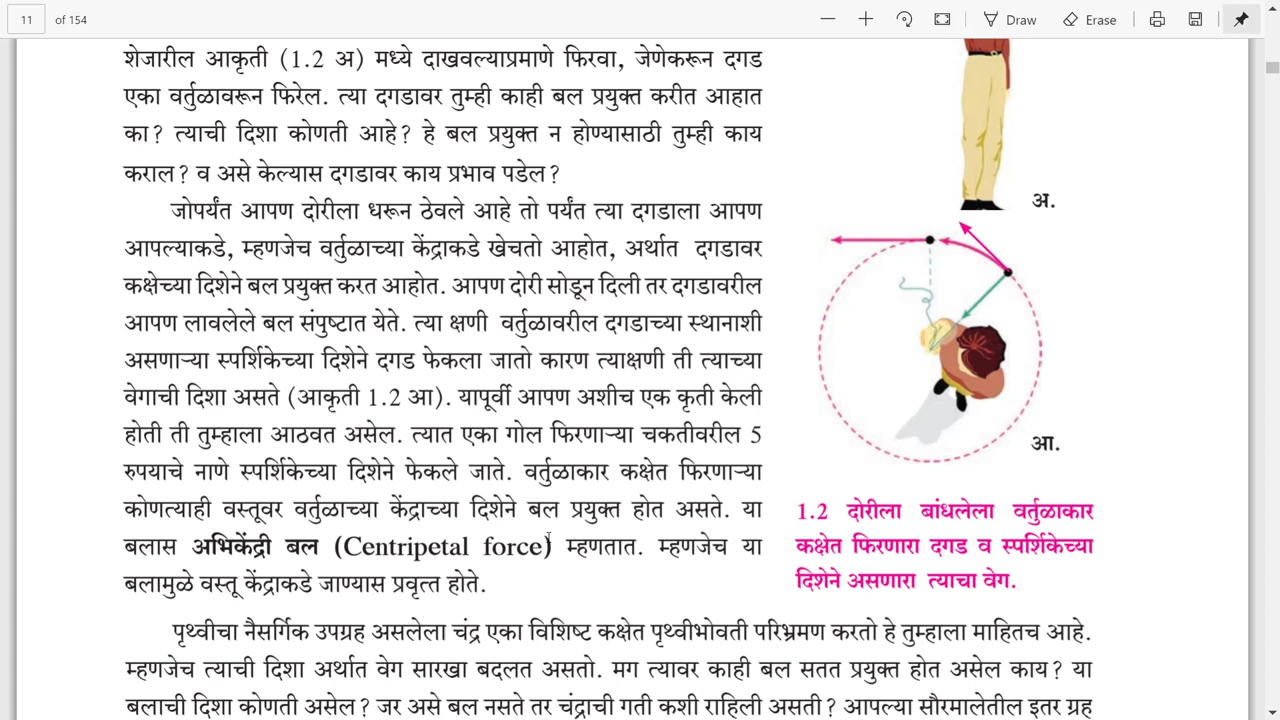 11 of 154 Draw Erase
शेजारील आकृती (1.2 अ) मध्ये दाखवल्याप्रमाणे फिरवा, जेणेकरून दगड
एका वर्तुळावरून फिरेल. त्या दगडावर तुम्ही काही बल प्रयुक्त करीत आहात
का? त्याची दिशा कोणती आहे? हे बल प्रयुक्त न होण्यासाठी तुम्ही काय
कराल? व असे केल्यास दगडावर काय प्रभाव पडेल?
जोपर्यंत आपण दोरीला धरून ठेवले आहे तो पर्यंत त्या दगडाला आपण
आपल्याकडे, म्हणजेच वर्तुळाच्या केंद्राकडे खेचतो आहोत, अर्थात दगडावर
कक्षेच्या दिशेने बल प्रयुक्त करत आहोत. आपण दोरी सोडून दिली तर दगडावरील
आपण लावलेले बल संपुष्टात येते. त्या क्षणी वर्तुळावरील दगडाच्या स्थानाशी
असणाऱ्या स्पर्शिकेच्या दिशेने दगड फेकला जातो कारण त्याक्षणी ती त्याच्या
वेगाची दिशा असते (आकृती 1.2 आ). यापूर्वी आपण अशीच एक कृती केली
होती ती तुम्हाला आठवत असेल. त्यात एका गोल फिरणाऱ्या चकतीवरील 5
रुपयाचे नाणे स्पर्शिकेच्या दिशेने फेकले जाते. वर्तुळाकार कक्षेत फिरणाऱ्या
कोणत्याही वस्तूवर वर्तुळाच्या केंद्राच्या दिशेने बल प्रयुक्त होत असते. या
बलास अभिकेंद्री बल (Centripetal force) म्हणतात. म्हणजेच या
बलामुळे वस्तू केंद्राकडे जाण्यास प्रवृत्त होते.
अ.
आ.
1.2 दोरीला बांधलेला वर्तुळाकार
कक्षेत फिरणारा दगड व स्पर्शिकेच्या
दिशेने असणारा त्याचा वेग.
पृथ्वीचा नैसर्गिक उपग्रह असलेला चंद्र एका विशिष्ट कक्षेत पृथ्वीभोवती परिभ्रमण करतो हे तुम्हाला माहितच आहे.
म्हणजेच त्याची दिशा अर्थात वेग सारखा बदलत असतो. मग त्यावर काही बल सतत प्रयुक्त होत असेल काय? या
बलाची दिशा कोणती असेल? जर असे बल नसते तर चंद्राची गती कशी राहिली असती? आपल्या सौरमालेतील इतर ग्रह